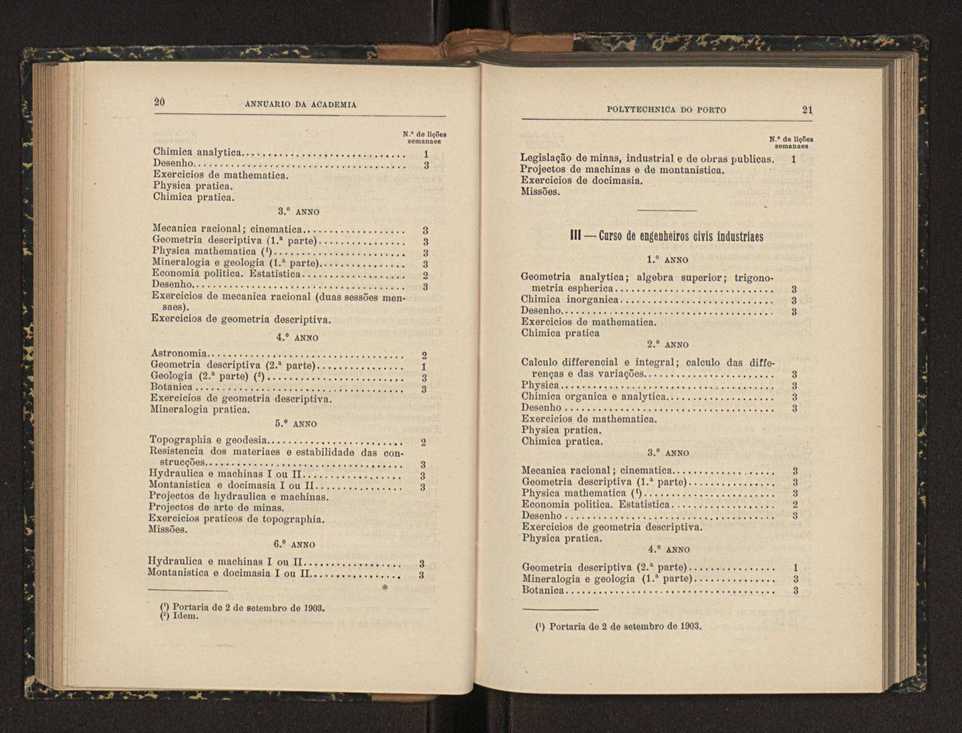 20 ANNUARIO DA ACADEMIA
N.º de lições
semanaes
Chimica analytica........................... 1
Desenho.................................. 3
Exercicios de mathematica.
Physica pratica.
Chimica pratica.
3.º ANNO
Mecanica racional; cinematica................. 3
Geometria descriptiva (1.ª parte)............... 3
Physica mathematica (¹)...................... 3
Mineralogia e geologia (1.ª parte).............. 3
Economia politica. Estatistica................. 2
Desenho.................................. 3
Exercicios de mecanica racional (duas sessões men-
saes).
Exercicios de geometria descriptiva.
4.º ANNO
Astronomia................................ 2
Geometria descriptiva (2.ª parte)............... 1
Geologia (2.ª parte) (²)....................... 3
Botanica.................................. 3
Exercicios de geometria descriptiva.
Mineralogia pratica.
5.º ANNO
Topographia e geodesia....................... 2
Resistencia dos materiaes e estabilidade das con-
strucções................................ 3
Hydraulica e machinas I ou II................. 3
Montanistica e docimasia I ou II............... 3
Projectos de hydraulica e machinas.
Projectos de arte de minas.
Exercicios praticos de topographia.
Missões.
6.º ANNO
Hydraulica e machinas I ou II................. 3
Montanistica e docimasia I ou II................ 3
*
(¹) Portaria de 2 de setembro de 1903.
(²) Idem.
POLYTECHNICA DO PORTO 21
N.º de lições
semanaes
Legislação de minas, industrial e de obras publicas. 1
Projectos de machinas e de montanistica.
Exercicios de docimasia.
Missões.
III — Curso de engenheiros civis industriaes
1.º ANNO
Geometria analytica; algebra superior; trigono-
metria espherica........................... 3
Chimica inorganica.......................... 3
Desenho................................... 3
Exercicios de mathematica.
Chimica pratica
2.º ANNO
Calculo differencial e integral; calculo das diffe-
renças e das variações...................... 3
Physica................................... 3
Chimica organica e analytica.................. 3
Desenho................................... 3
Exercicios de mathematica.
Physica pratica.
Chimica pratica.
3.º ANNO
Mecanica racional; cinematica................. 3
Geometria descriptiva (1.ª parte)............... 3
Physica mathematica (¹)...................... 3
Economia politica. Estatistica................. 2
Desenho................................... 3
Exercicios de geometria descriptiva.
Physica pratica.
4.º ANNO
Geometria descriptiva (2.ª parte)............... 1
Mineralogia e geologia (1.ª parte).............. 3
Botanica................................... 3
(¹) Portaria de 2 de setembro de 1903.